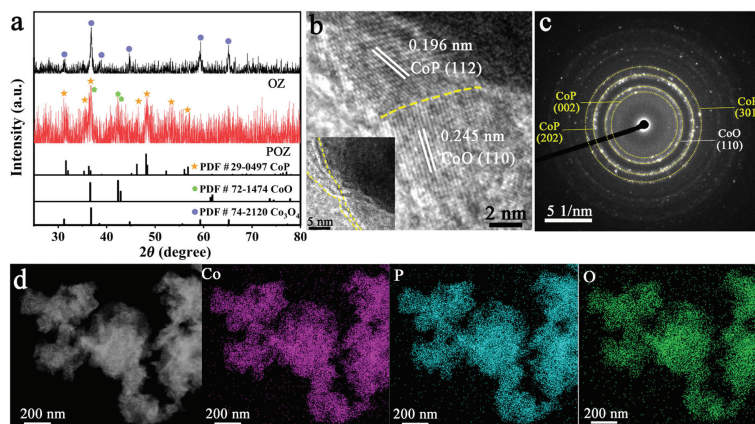 a
OZ
POZ
PDF # 29-0497 CoP
PDF # 72-1474 CoO
PDF # 74-2120 Co₃O₄
Intensity (a.u.)
30 40 50 60 70 80
2θ (degree)
b
0.196 nm
CoP (112)
0.245 nm
CoO (110)
5 nm
2 nm
c
CoP
(002)
CoP
(301)
CoP
(202)
CoO
(110)
5 1/nm
d
200 nm
Co
200 nm
P
200 nm
O
200 nm